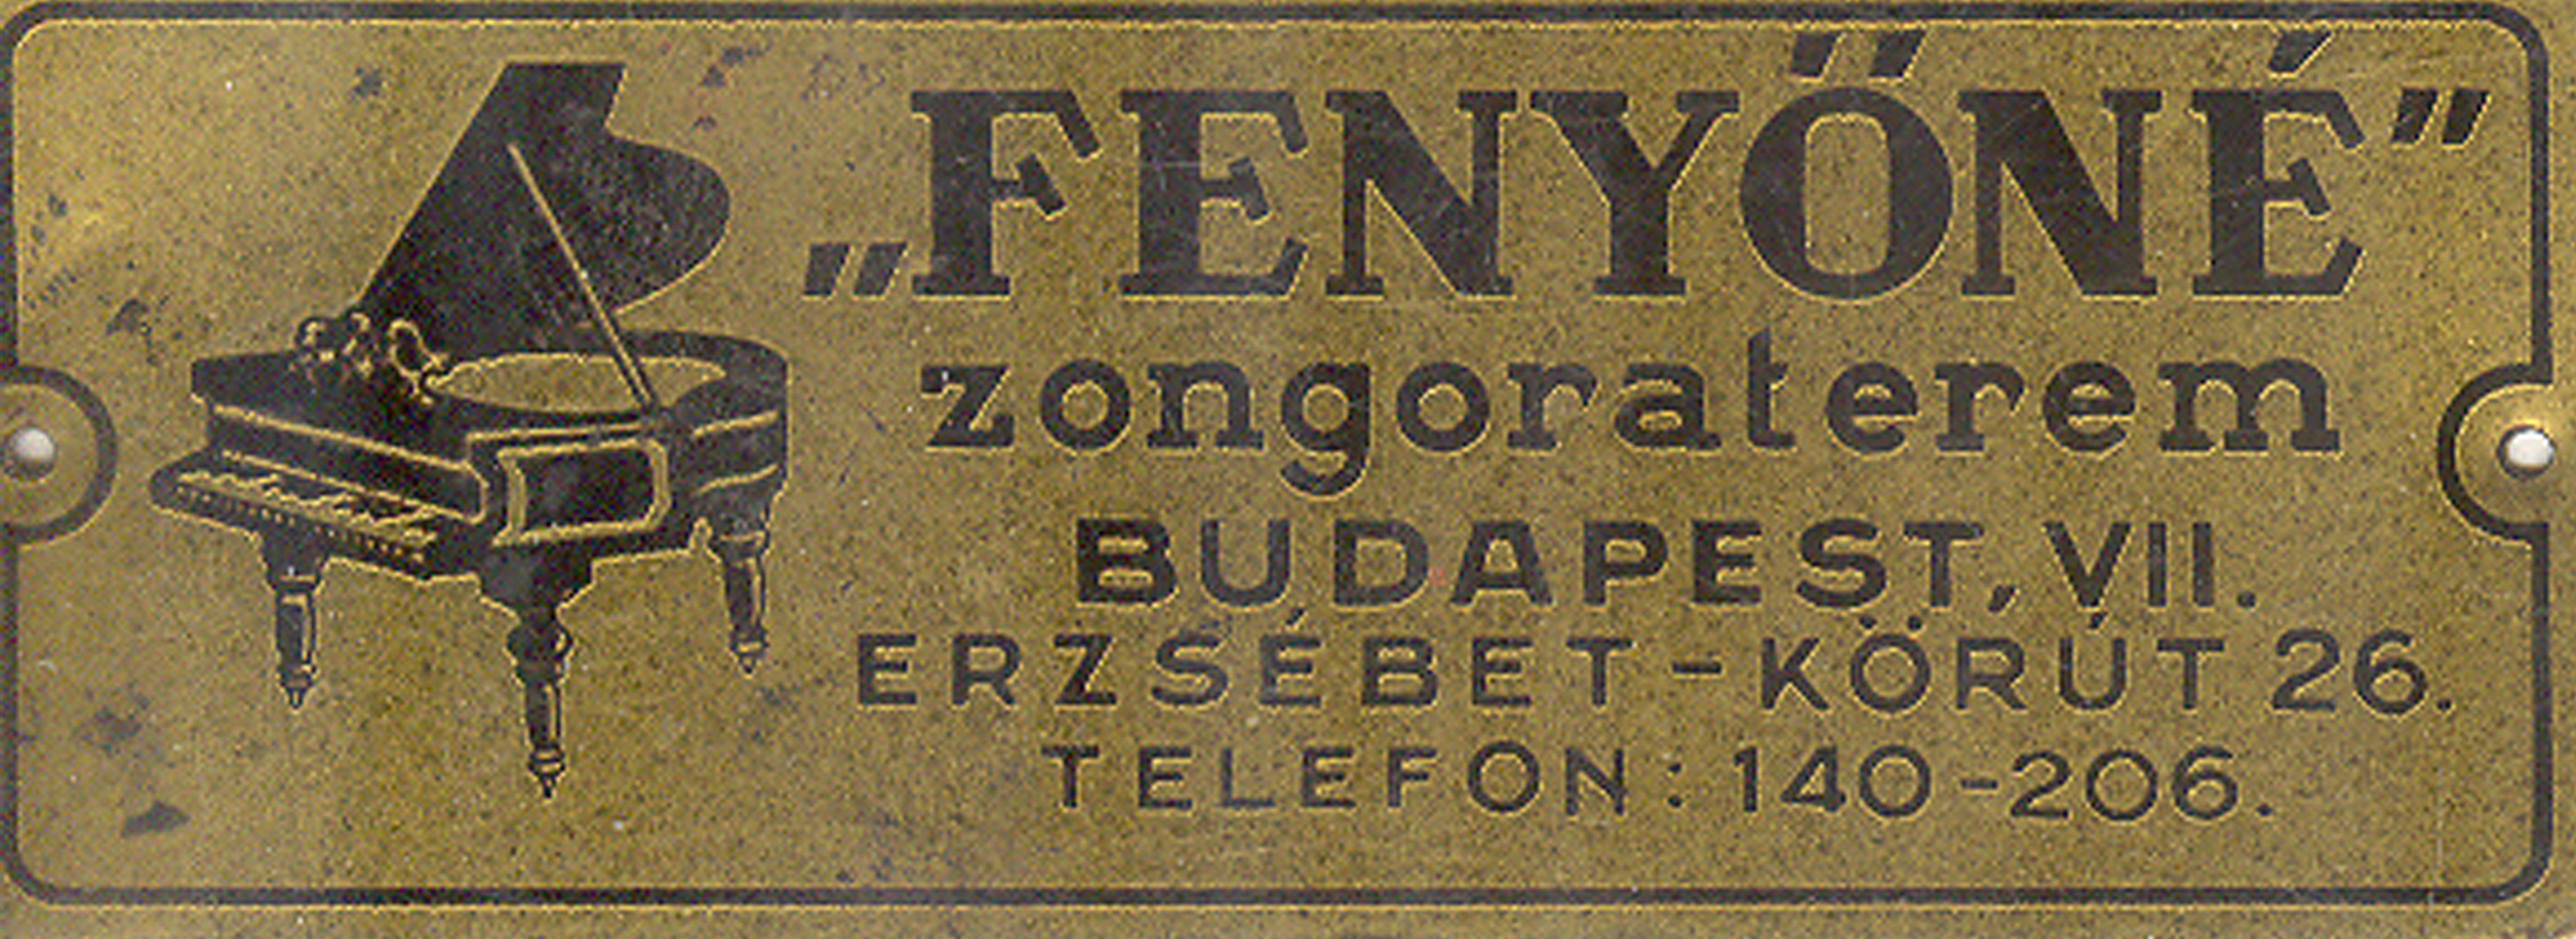 „FENYŐNÉ”
zongoraterem
BUDAPEST, VII.
ERZSÉBET-KÖRÚT 26.
TELEFON: 140-206.